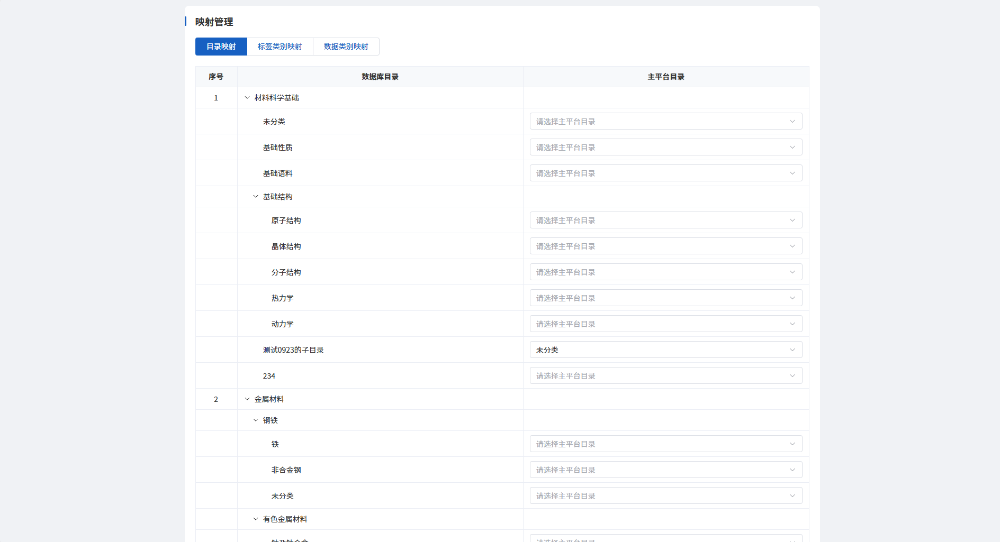 映射管理
目录映射 标签类别映射 数据类别映射
序号 数据库目录 主平台目录
1 材料科学基础
未分类 请选择主平台目录
基础性质 请选择主平台目录
基础语料 请选择主平台目录
基础结构
原子结构 请选择主平台目录
晶体结构 请选择主平台目录
分子结构 请选择主平台目录
热力学 请选择主平台目录
动力学 请选择主平台目录
测试0923的子目录 未分类
234 请选择主平台目录
2 金属材料
钢铁
铁 请选择主平台目录
非合金钢 请选择主平台目录
未分类 请选择主平台目录
有色金属材料
请选择主平台目录